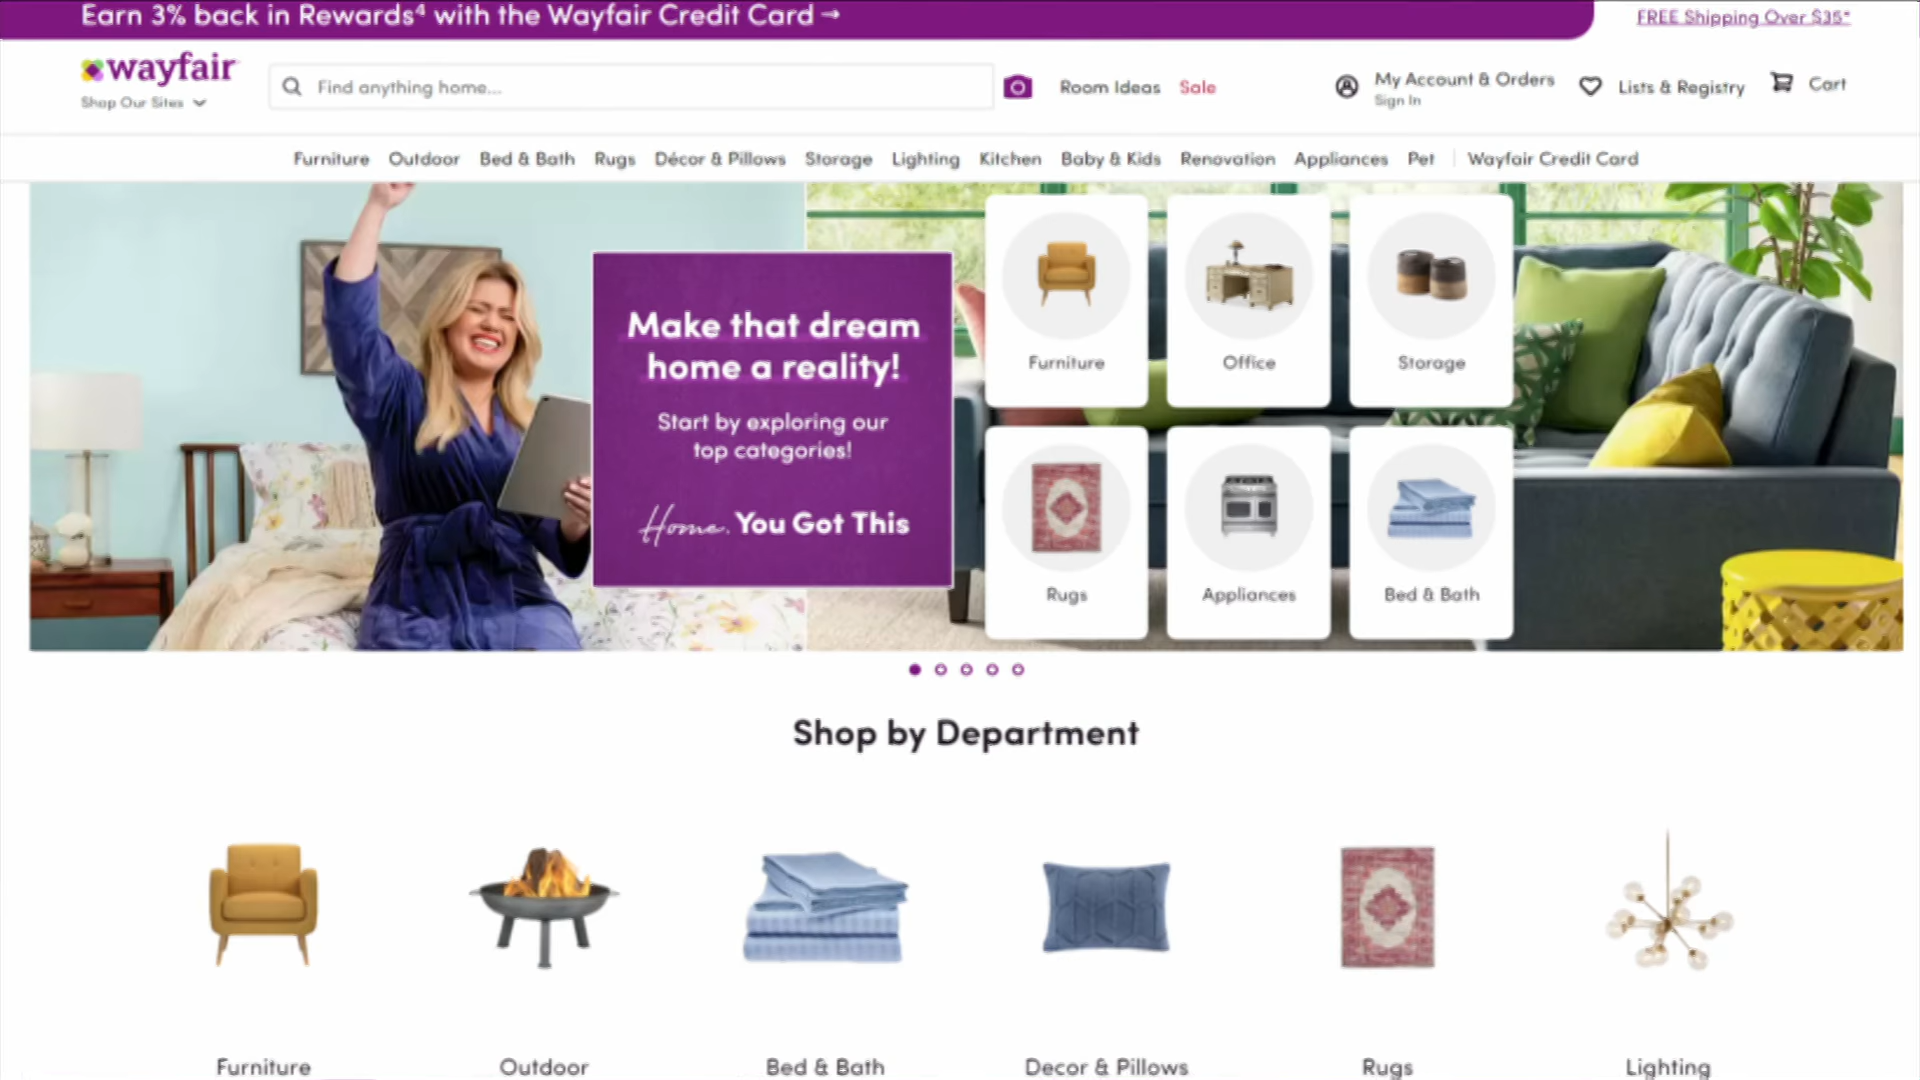 Earn 3% back in Rewards⁴ with the Wayfair Credit Card →
FREE Shipping Over $35*
wayfair
Shop Our Sites
Find anything home...
Room Ideas
Sale
My Account & Orders
Sign In
Lists & Registry
Cart
Furniture Outdoor Bed & Bath Rugs Décor & Pillows Storage Lighting Kitchen Baby & Kids Renovation Appliances Pet Wayfair Credit Card
Make that dream
home a reality!
Start by exploring our
top categories!
Home. You Got This
Furniture
Office
Storage
Rugs
Appliances
Bed & Bath
Shop by Department
Furniture
Outdoor
Bed & Bath
Decor & Pillows
Rugs
Lighting